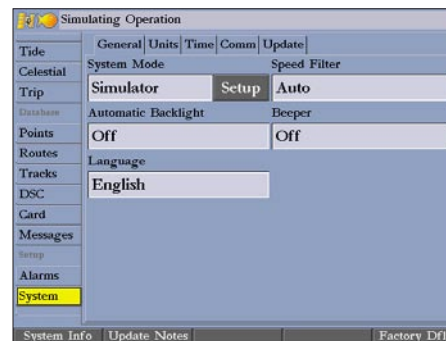 Simulating Operation
General Units Time Comm Update
Tide
Celestial
Trip
Database
Points
Routes
Tracks
DSC
Card
Messages
Setup
Alarms
System
System Mode
Simulator Setup
Speed Filter
Auto
Automatic Backlight
Off
Beeper
Off
Language
English
System Info Update Notes Factory Dfl